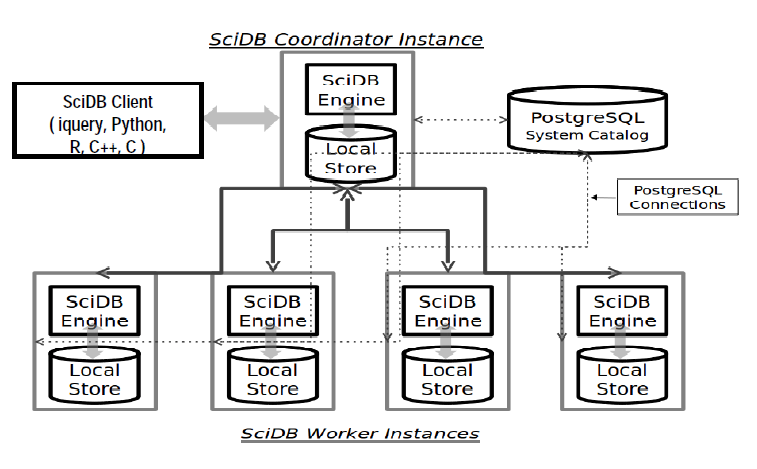 SciDB Coordinator Instance
SciDB Client
( iquery, Python,
R, C++, C )
SciDB
Engine
Local
Store
PostgreSQL
System Catalog
PostgreSQL
Connections
SciDB
Engine
Local
Store
SciDB
Engine
Local
Store
SciDB
Engine
Local
Store
SciDB
Engine
Local
Store
SciDB Worker Instances